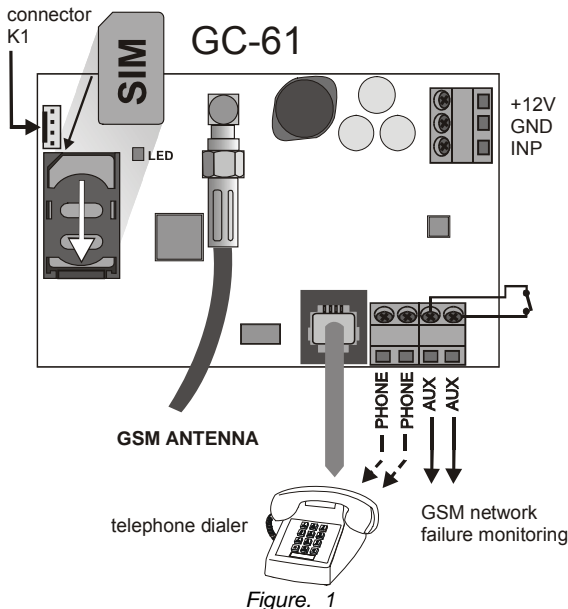 connector
K1
SIM
GC-61
+12V
GND
INP
LED
PHONE
PHONE
AUX
AUX
GSM ANTENNA
telephone dialer
GSM network
failure monitoring
Figure. 1